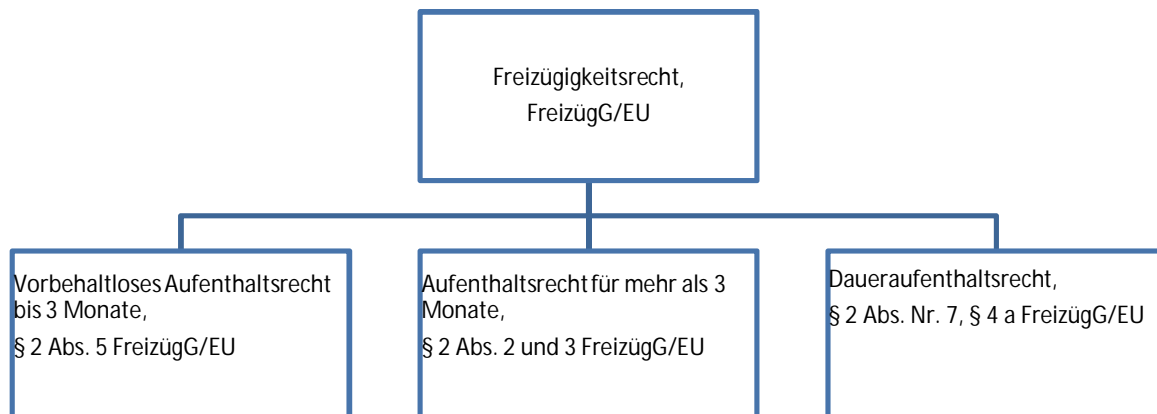 Freizügigkeitsrecht,
FreizügG/EU
Vorbehaltloses Aufenthaltsrecht
bis 3 Monate,
§ 2 Abs. 5 FreizügG/EU
Aufenthaltsrecht für mehr als 3
Monate,
§ 2 Abs. 2 und 3 FreizügG/EU
Daueraufenthaltsrecht,
§ 2 Abs. Nr. 7, § 4 a FreizügG/EU